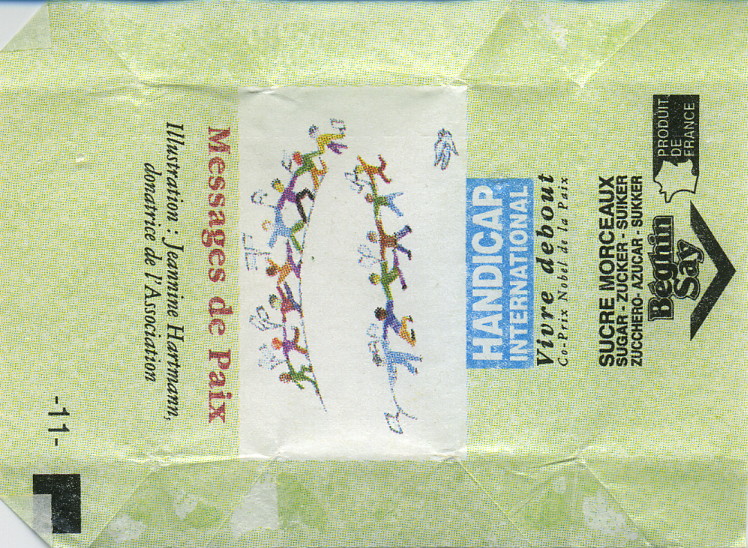 PRODUIT
DE
FRANCE
Béghin
Say
SUCRE MORCEAUX
SUGAR - ZUCKER - SUIKER
ZUCCHERO - AZUCAR - SUKKER
Vivre debout
Co-Prix Nobel de la Paix
HANDICAP
INTERNATIONAL
Messages de Paix
Illustration : Jeannine Hartmann,
donatrice de l'Association
-11-